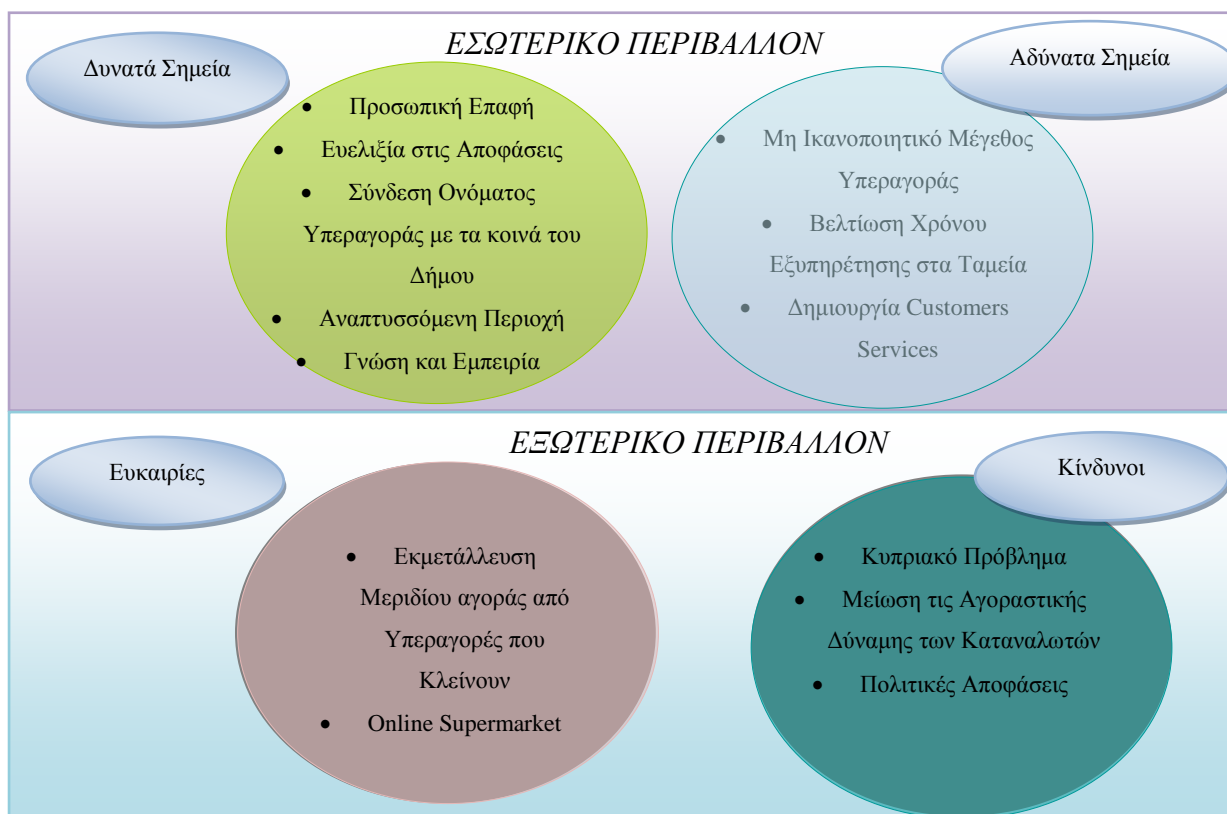 ΕΣΩΤΕΡΙΚΟ ΠΕΡΙΒΑΛΛΟΝ
Δυνατά Σημεία
• Προσωπική Επαφή
• Ευελιξία στις Αποφάσεις
• Σύνδεση Ονόματος
Υπεραγοράς με τα κοινά του
Δήμου
• Αναπτυσσόμενη Περιοχή
• Γνώση και Εμπειρία
Αδύνατα Σημεία
• Μη Ικανοποιητικό Μέγεθος
Υπεραγοράς
• Βελτίωση Χρόνου
Εξυπηρέτησης στα Ταμεία
• Δημιουργία Customers
Services
ΕΞΩΤΕΡΙΚΟ ΠΕΡΙΒΑΛΛΟΝ
Ευκαιρίες
• Εκμετάλλευση
Μεριδίου αγοράς από
Υπεραγορές που
Κλείνουν
• Online Supermarket
Κίνδυνοι
• Κυπριακό Πρόβλημα
• Μείωση τις Αγοραστικής
Δύναμης των Καταναλωτών
• Πολιτικές Αποφάσεις